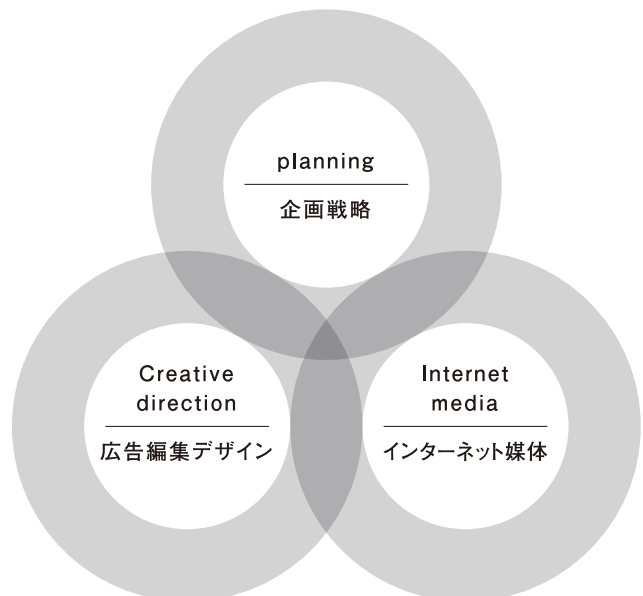 planning
企画戦略
Creative
direction
広告編集デザイン
Internet
media
インターネット媒体